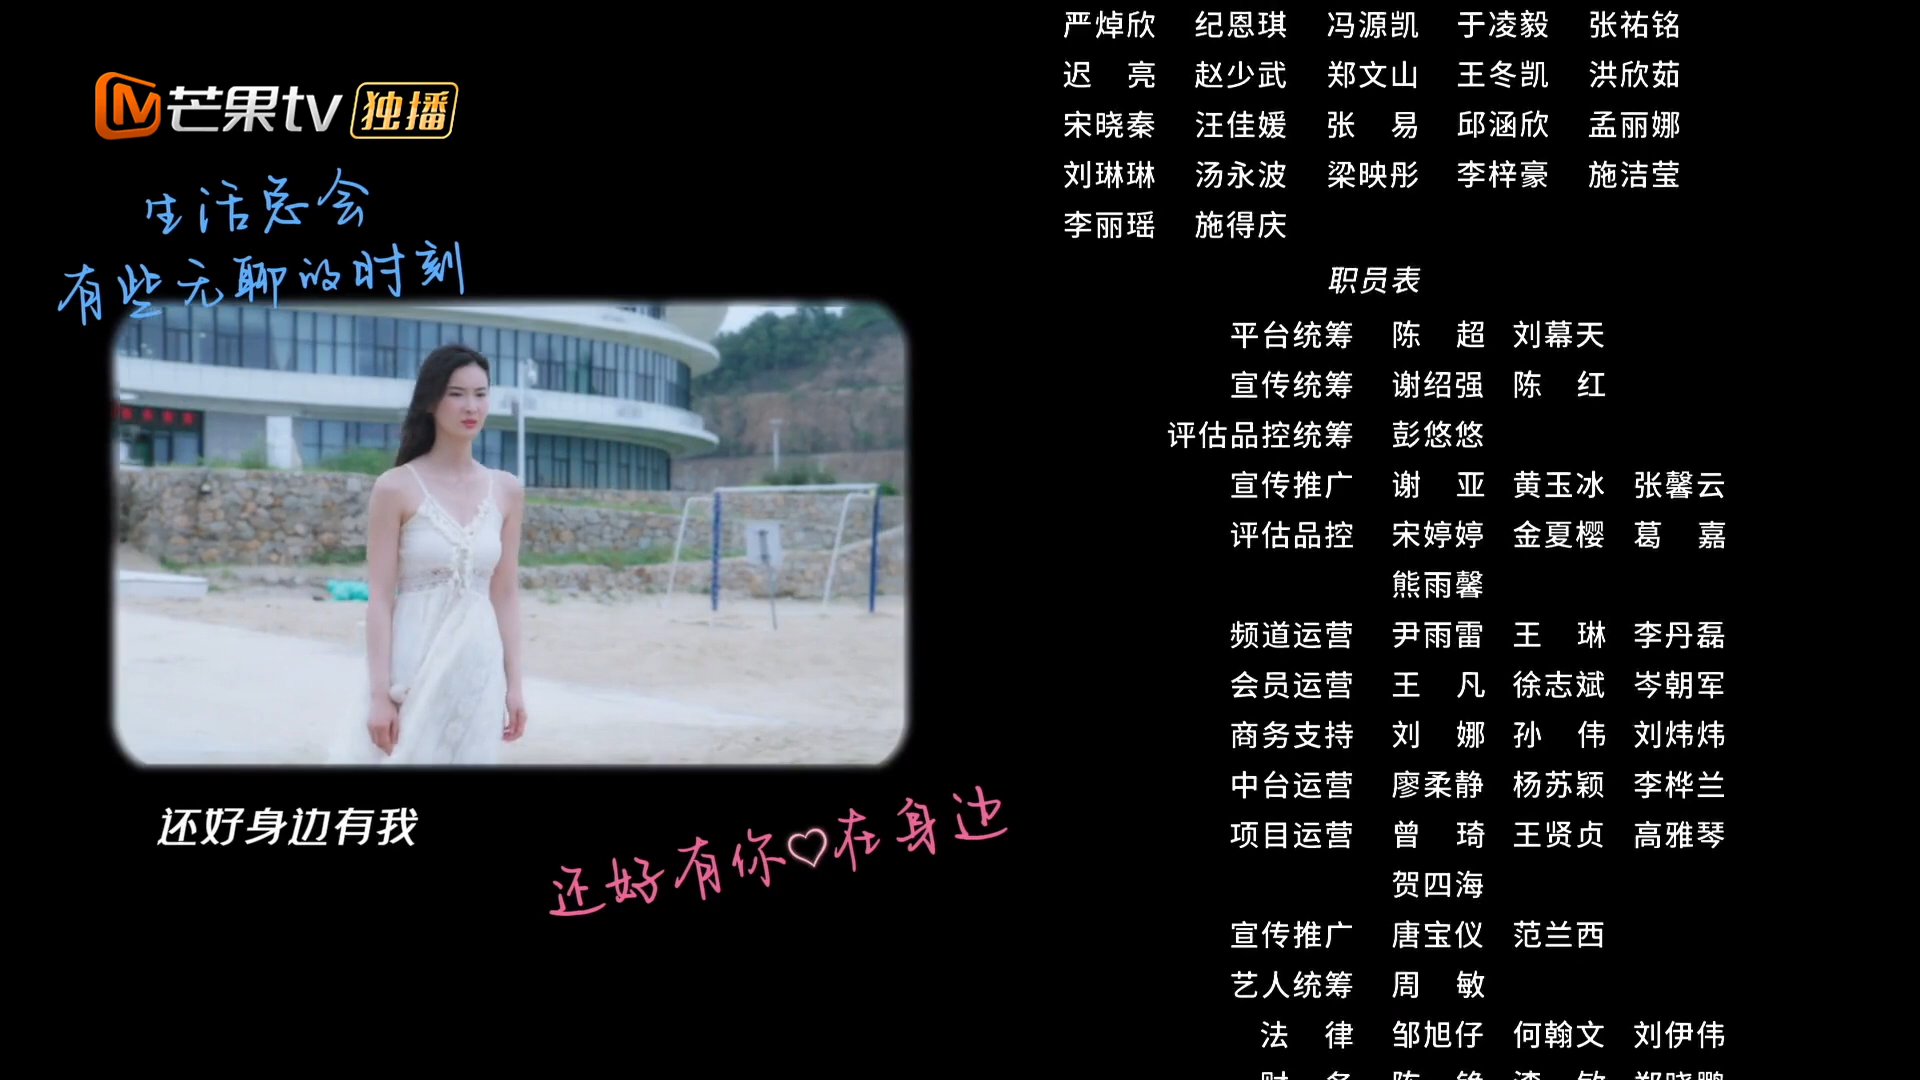 芒果tv 独播
生活总会
有些无聊的时刻
还好身边有我
还好有你♡在身边
严焯欣 纪恩琪 冯源凯 于凌毅 张祐铭
迟 亮 赵少武 郑文山 王冬凯 洪欣茹
宋晓秦 汪佳媛 张 易 邱涵欣 孟丽娜
刘琳琳 汤永波 梁映彤 李梓豪 施洁莹
李丽瑶 施得庆
职员表
平台统筹 陈 超 刘幕天
宣传统筹 谢绍强 陈 红
评估品控统筹 彭悠悠
宣传推广 谢 亚 黄玉冰 张馨云
评估品控 宋婷婷 金夏樱 葛 嘉
熊雨馨
频道运营 尹雨雷 王 琳 李丹磊
会员运营 王 凡 徐志斌 岑朝军
商务支持 刘 娜 孙 伟 刘炜炜
中台运营 廖柔静 杨苏颖 李桦兰
项目运营 曾 琦 王贤贞 高雅琴
贺四海
宣传推广 唐宝仪 范兰西
艺人统筹 周 敏
法 律 邹旭仔 何翰文 刘伊伟